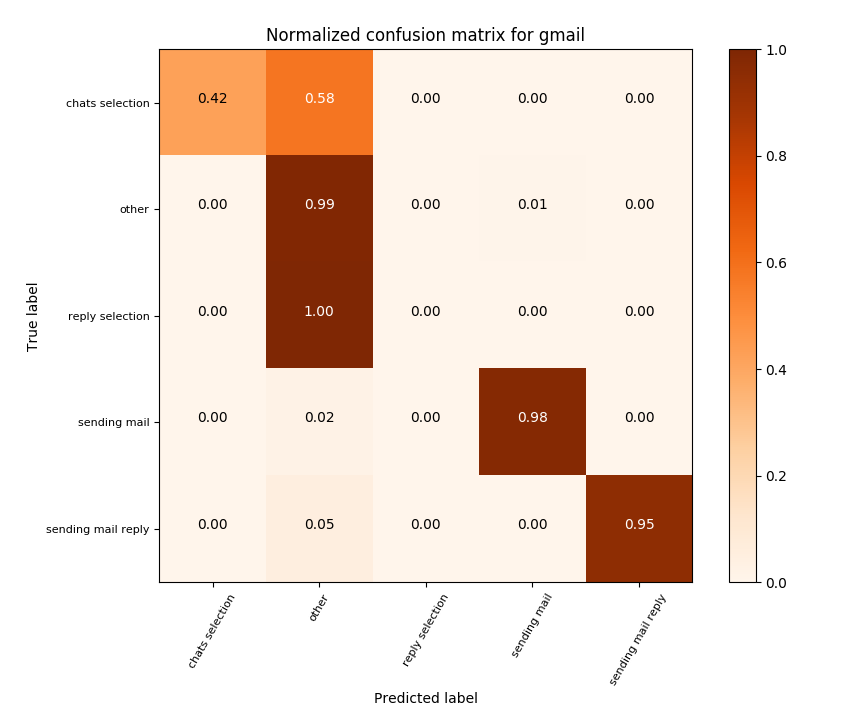 Normalized confusion matrix for gmail
True label
chats selection 0.42 0.58 0.00 0.00 0.00
other 0.00 0.99 0.00 0.01 0.00
reply selection 0.00 1.00 0.00 0.00 0.00
sending mail 0.00 0.02 0.00 0.98 0.00
sending mail reply 0.00 0.05 0.00 0.00 0.95
chats selection other reply selection sending mail sending mail reply
Predicted label
1.0
0.8
0.6
0.4
0.2
0.0